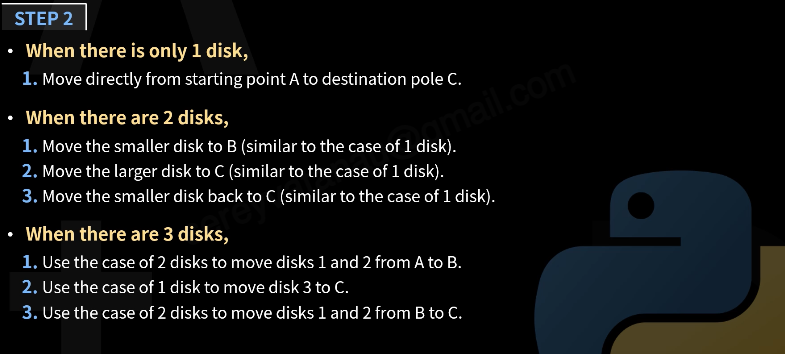 STEP 2
• When there is only 1 disk,
1. Move directly from starting point A to destination pole C.
• When there are 2 disks,
1. Move the smaller disk to B (similar to the case of 1 disk).
2. Move the larger disk to C (similar to the case of 1 disk).
3. Move the smaller disk back to C (similar to the case of 1 disk).
• When there are 3 disks,
1. Use the case of 2 disks to move disks 1 and 2 from A to B.
2. Use the case of 1 disk to move disk 3 to C.
3. Use the case of 2 disks to move disks 1 and 2 from B to C.